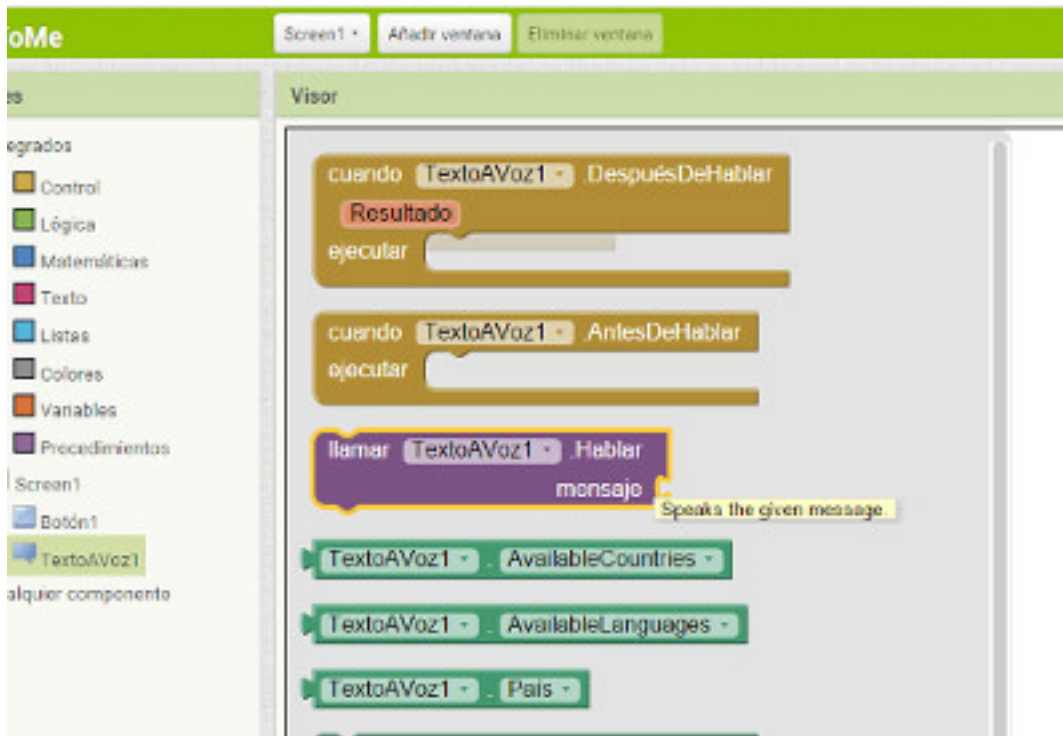 oMe
Screen1
Añadir ventana
Eliminar ventana
es
Visor
egrados
Control
Lógica
Matemáticas
Texto
Listas
Colores
Variables
Procedimientos
Screen1
Botón1
TextoAVoz1
alquier componente
cuando TextoAVoz1 .DespuésDeHablar
Resultado
ejecutar
cuando TextoAVoz1 .AntesDeHablar
ejecutar
llamar TextoAVoz1 .Hablar
mensaje
Speaks the given message.
TextoAVoz1 . AvailableCountries
TextoAVoz1 . AvailableLanguages
TextoAVoz1 . País